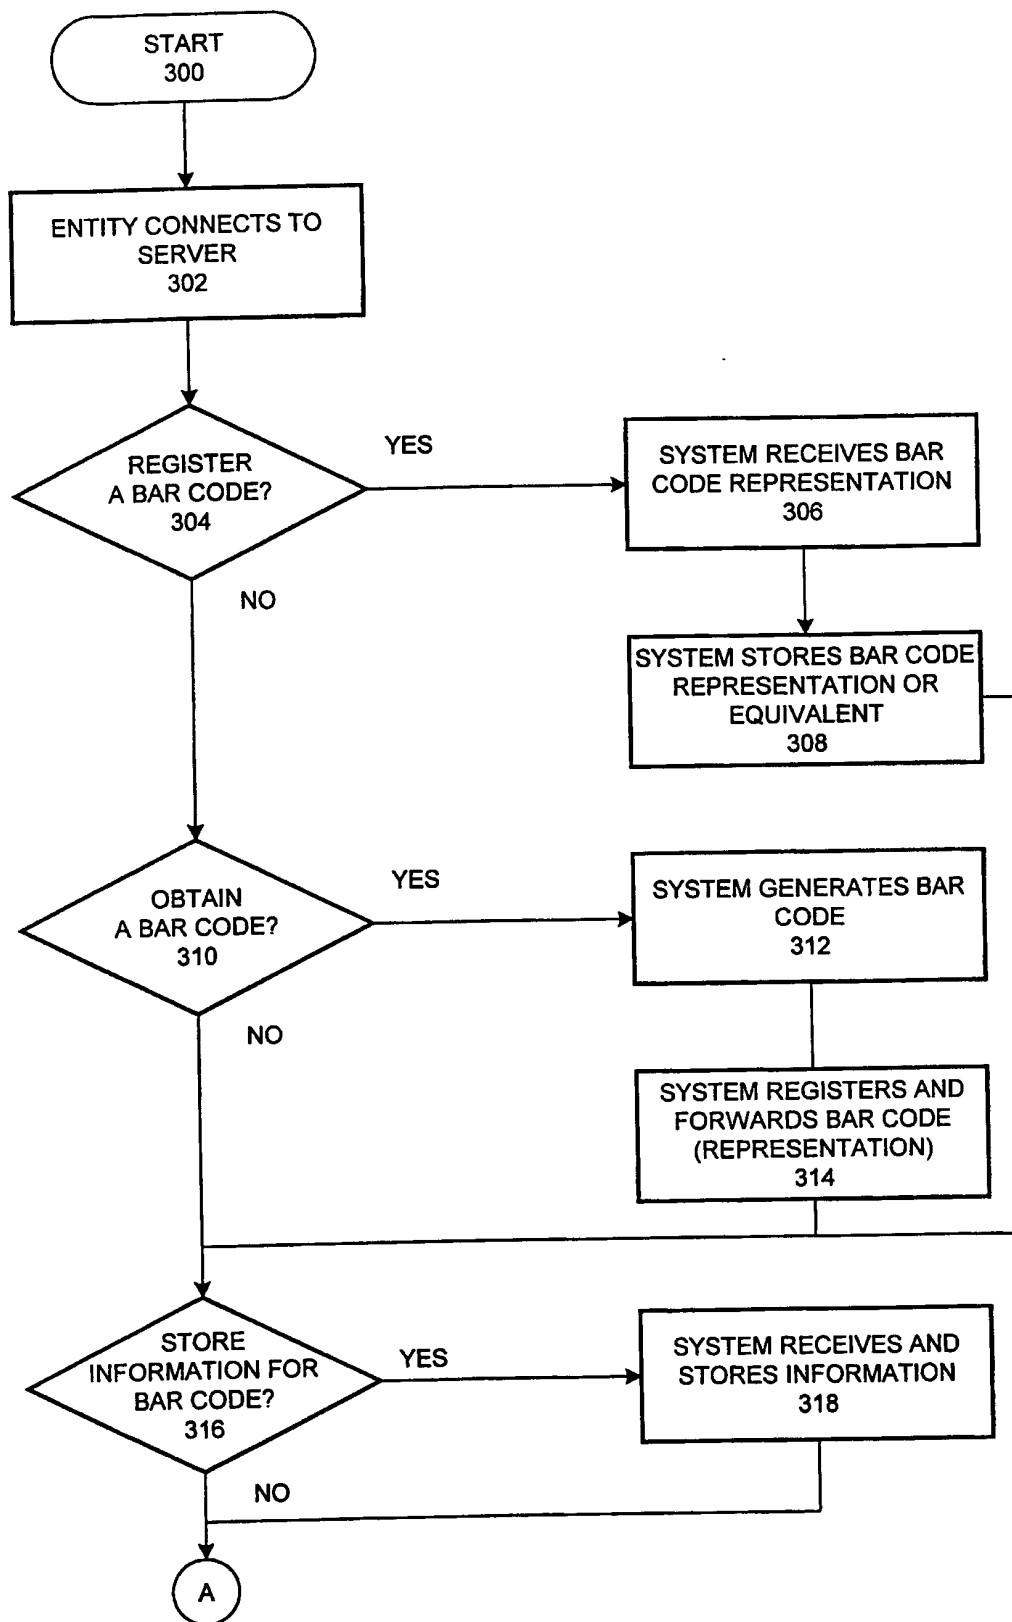 START
300
ENTITY CONNECTS TO
SERVER
302
REGISTER
A BAR CODE?
304
YES
NO
SYSTEM RECEIVES BAR
CODE REPRESENTATION
306
SYSTEM STORES BAR CODE
REPRESENTATION OR
EQUIVALENT
308
OBTAIN
A BAR CODE?
310
YES
NO
SYSTEM GENERATES BAR
CODE
312
SYSTEM REGISTERS AND
FORWARDS BAR CODE
(REPRESENTATION)
314
STORE
INFORMATION FOR
BAR CODE?
316
YES
NO
SYSTEM RECEIVES AND
STORES INFORMATION
318
A